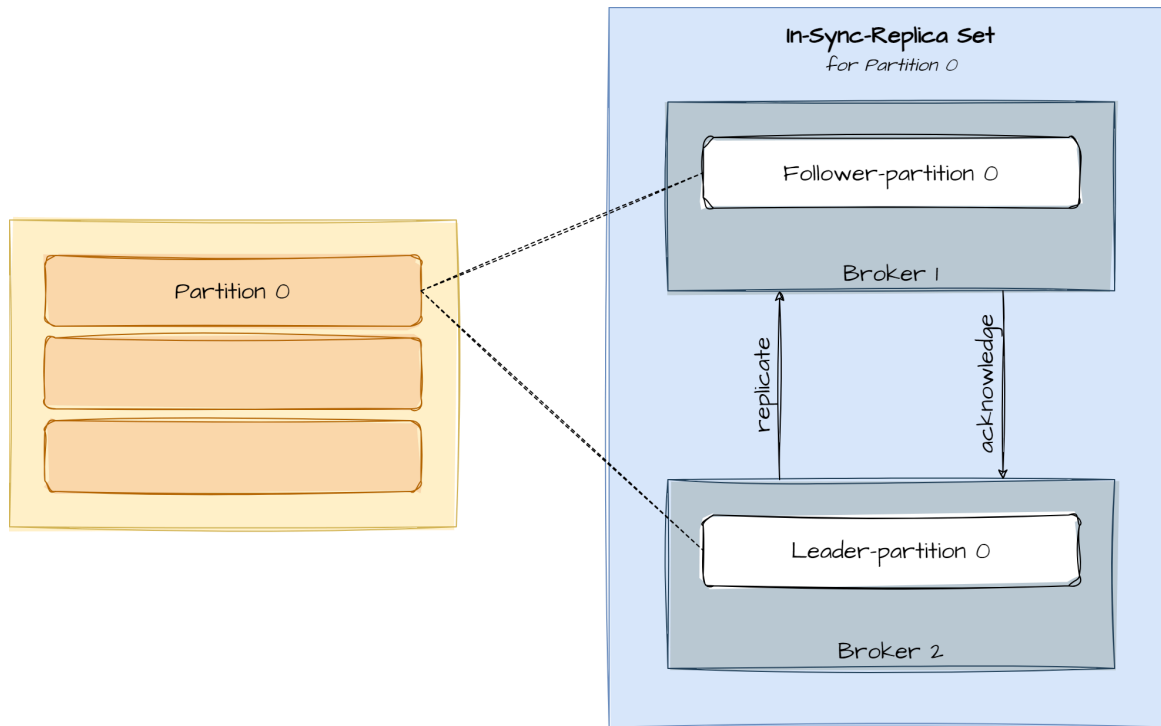 In-Sync-Replica Set
for Partition 0
Follower-partition 0
Broker 1
Partition 0
replicate
acknowledge
Leader-partition 0
Broker 2